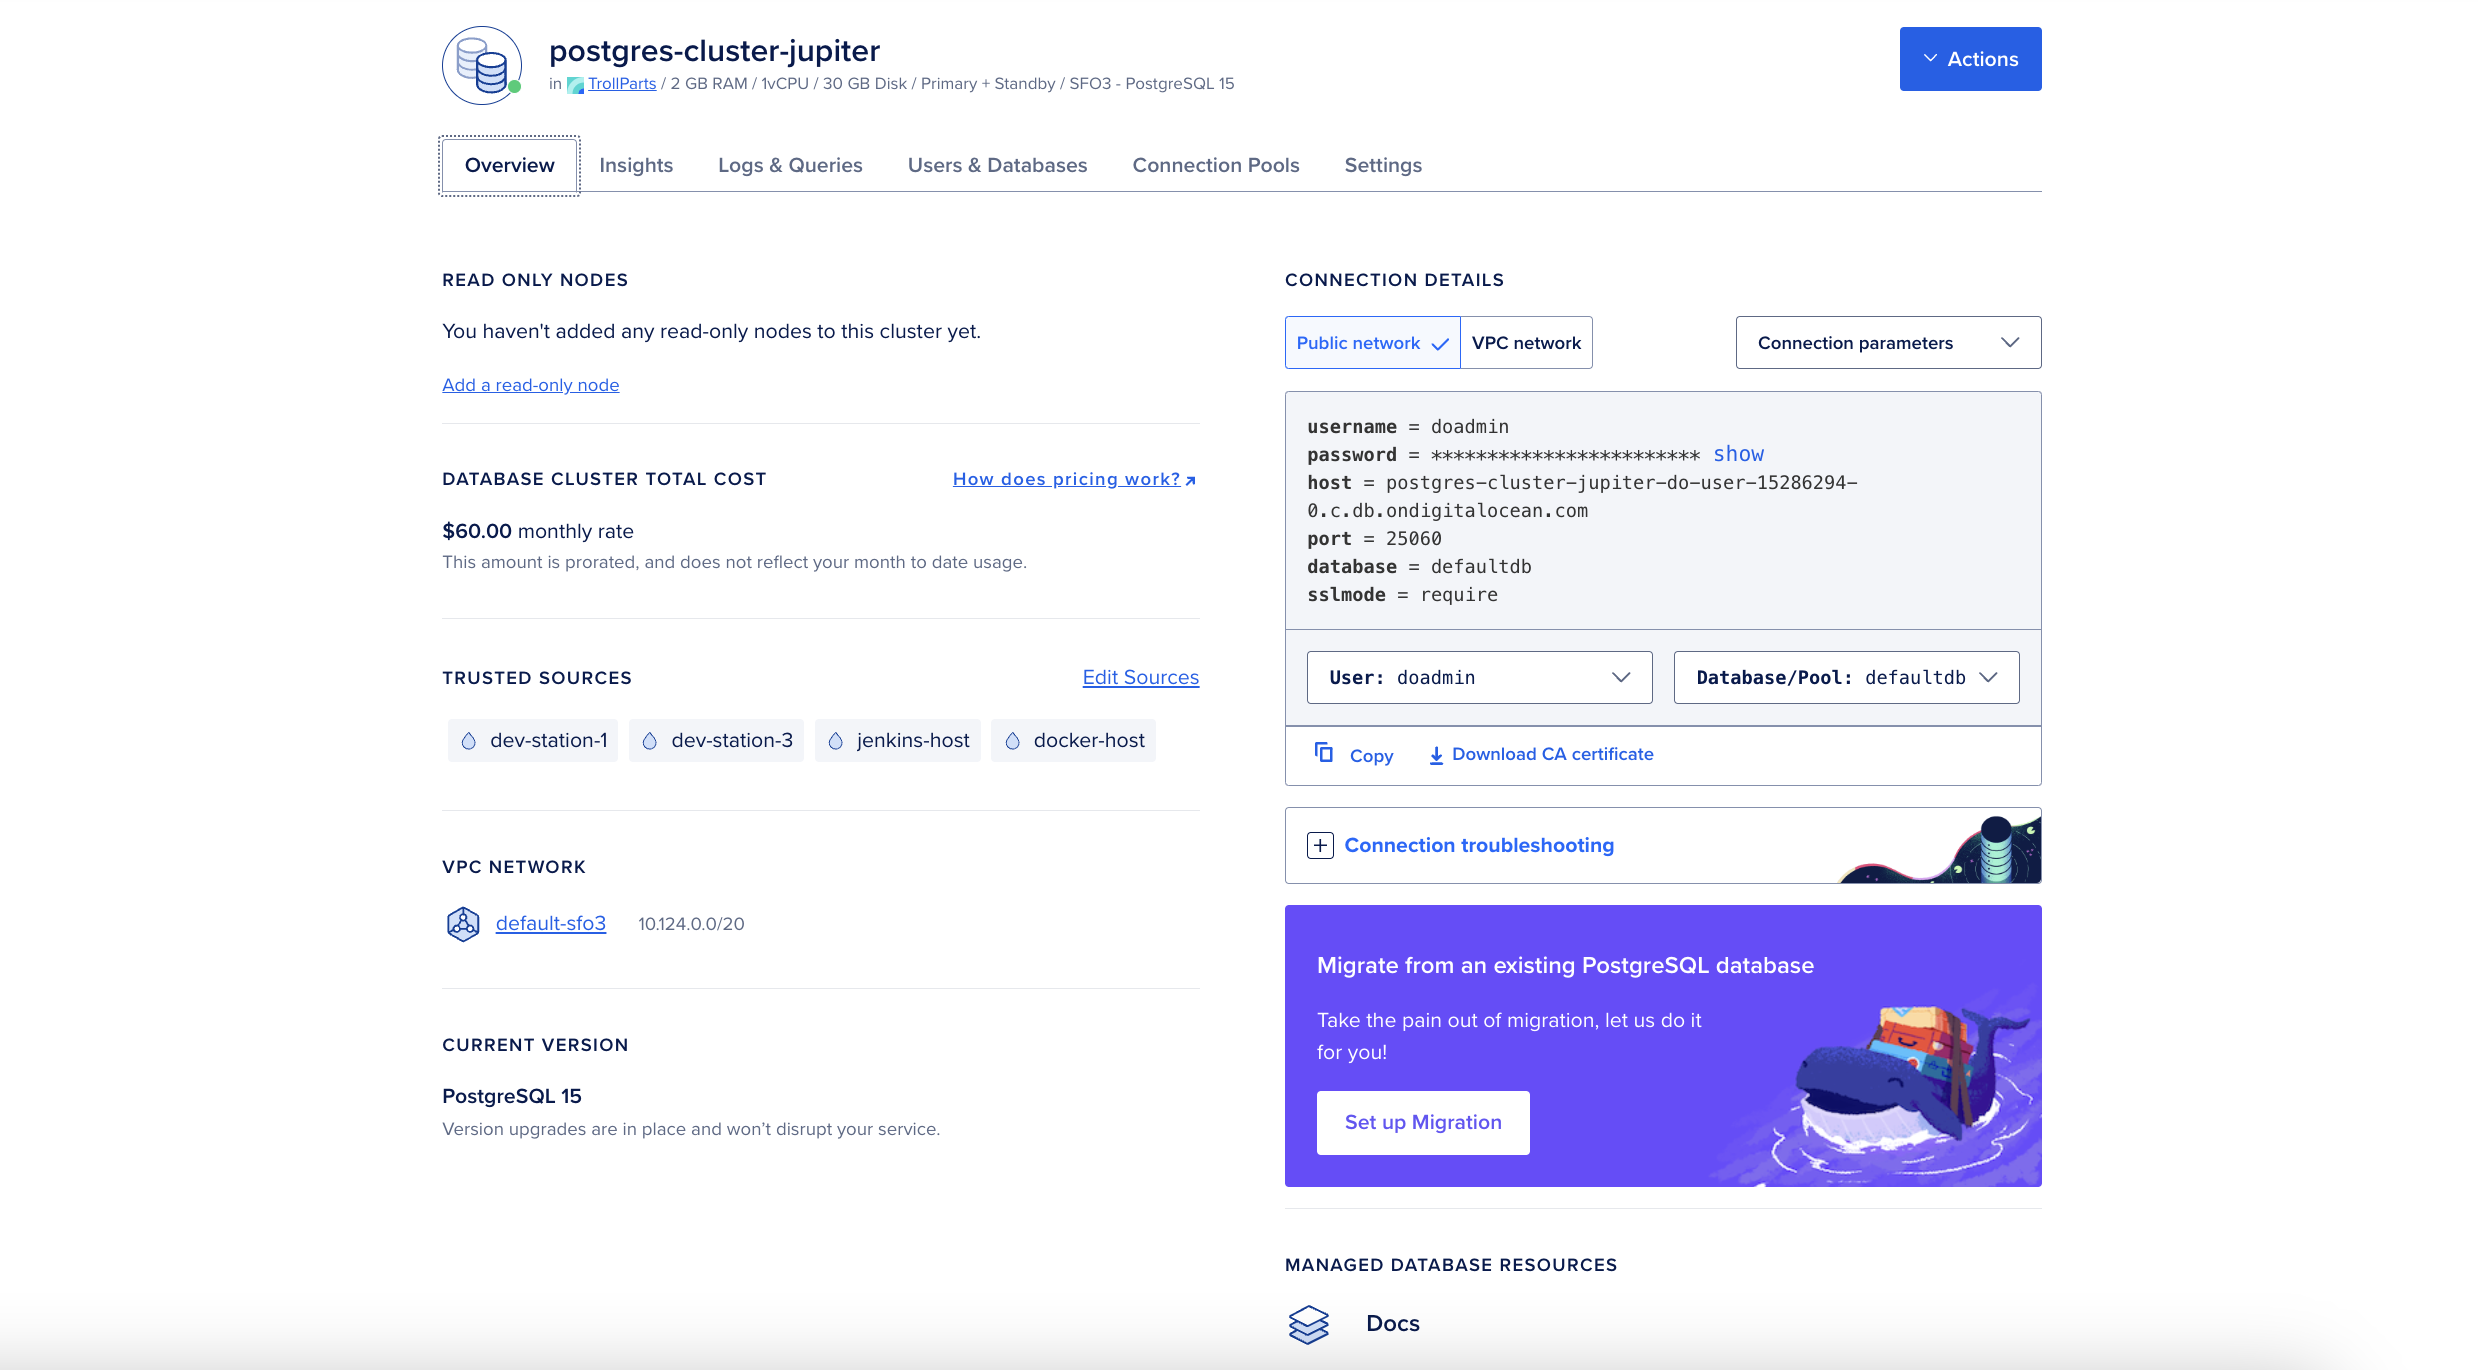 postgres-cluster-jupiter
in TrollParts / 2 GB RAM / 1vCPU / 30 GB Disk / Primary + Standby / SFO3 - PostgreSQL 15
Actions
Overview Insights Logs & Queries Users & Databases Connection Pools Settings
READ ONLY NODES
You haven't added any read-only nodes to this cluster yet.
Add a read-only node
DATABASE CLUSTER TOTAL COST How does pricing work?
$60.00 monthly rate
This amount is prorated, and does not reflect your month to date usage.
TRUSTED SOURCES Edit Sources
dev-station-1 dev-station-3 jenkins-host docker-host
VPC NETWORK
default-sfo3 10.124.0.0/20
CURRENT VERSION
PostgreSQL 15
Version upgrades are in place and won’t disrupt your service.
CONNECTION DETAILS
Public network VPC network Connection parameters
username = doadmin
password = ************************ show
host = postgres-cluster-jupiter-do-user-15286294-
0.c.db.ondigitalocean.com
port = 25060
database = defaultdb
sslmode = require
User: doadmin Database/Pool: defaultdb
Copy Download CA certificate
Connection troubleshooting
Migrate from an existing PostgreSQL database
Take the pain out of migration, let us do it
for you!
Set up Migration
MANAGED DATABASE RESOURCES
Docs